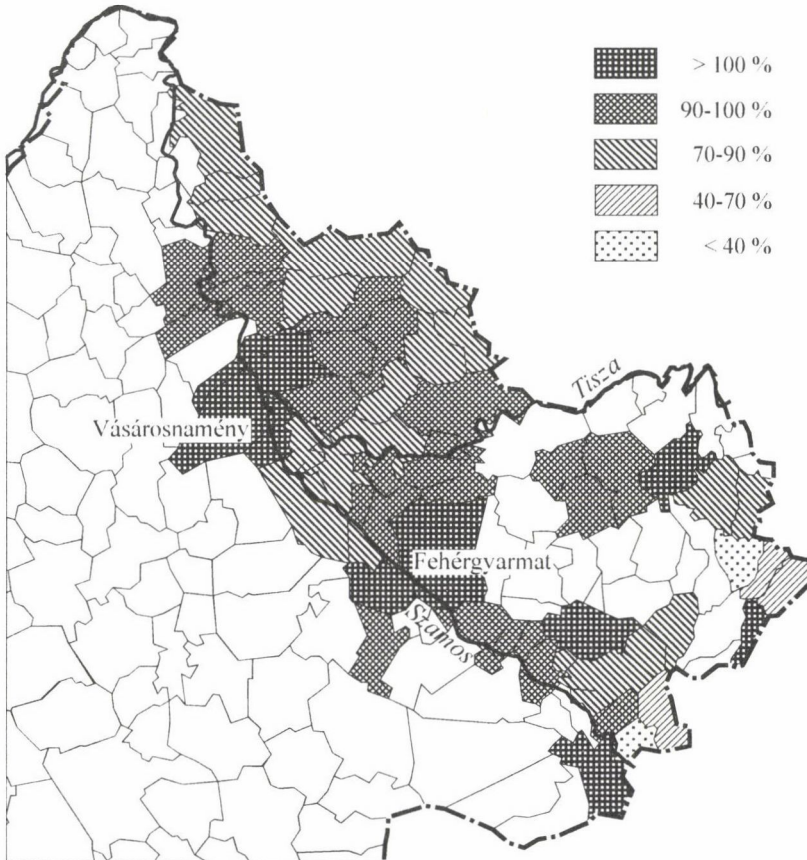 > 100 %
90-100 %
70-90 %
40-70 %
< 40 %
Tisza
Vásárosnamény
Fehérgyarmat
Szamos